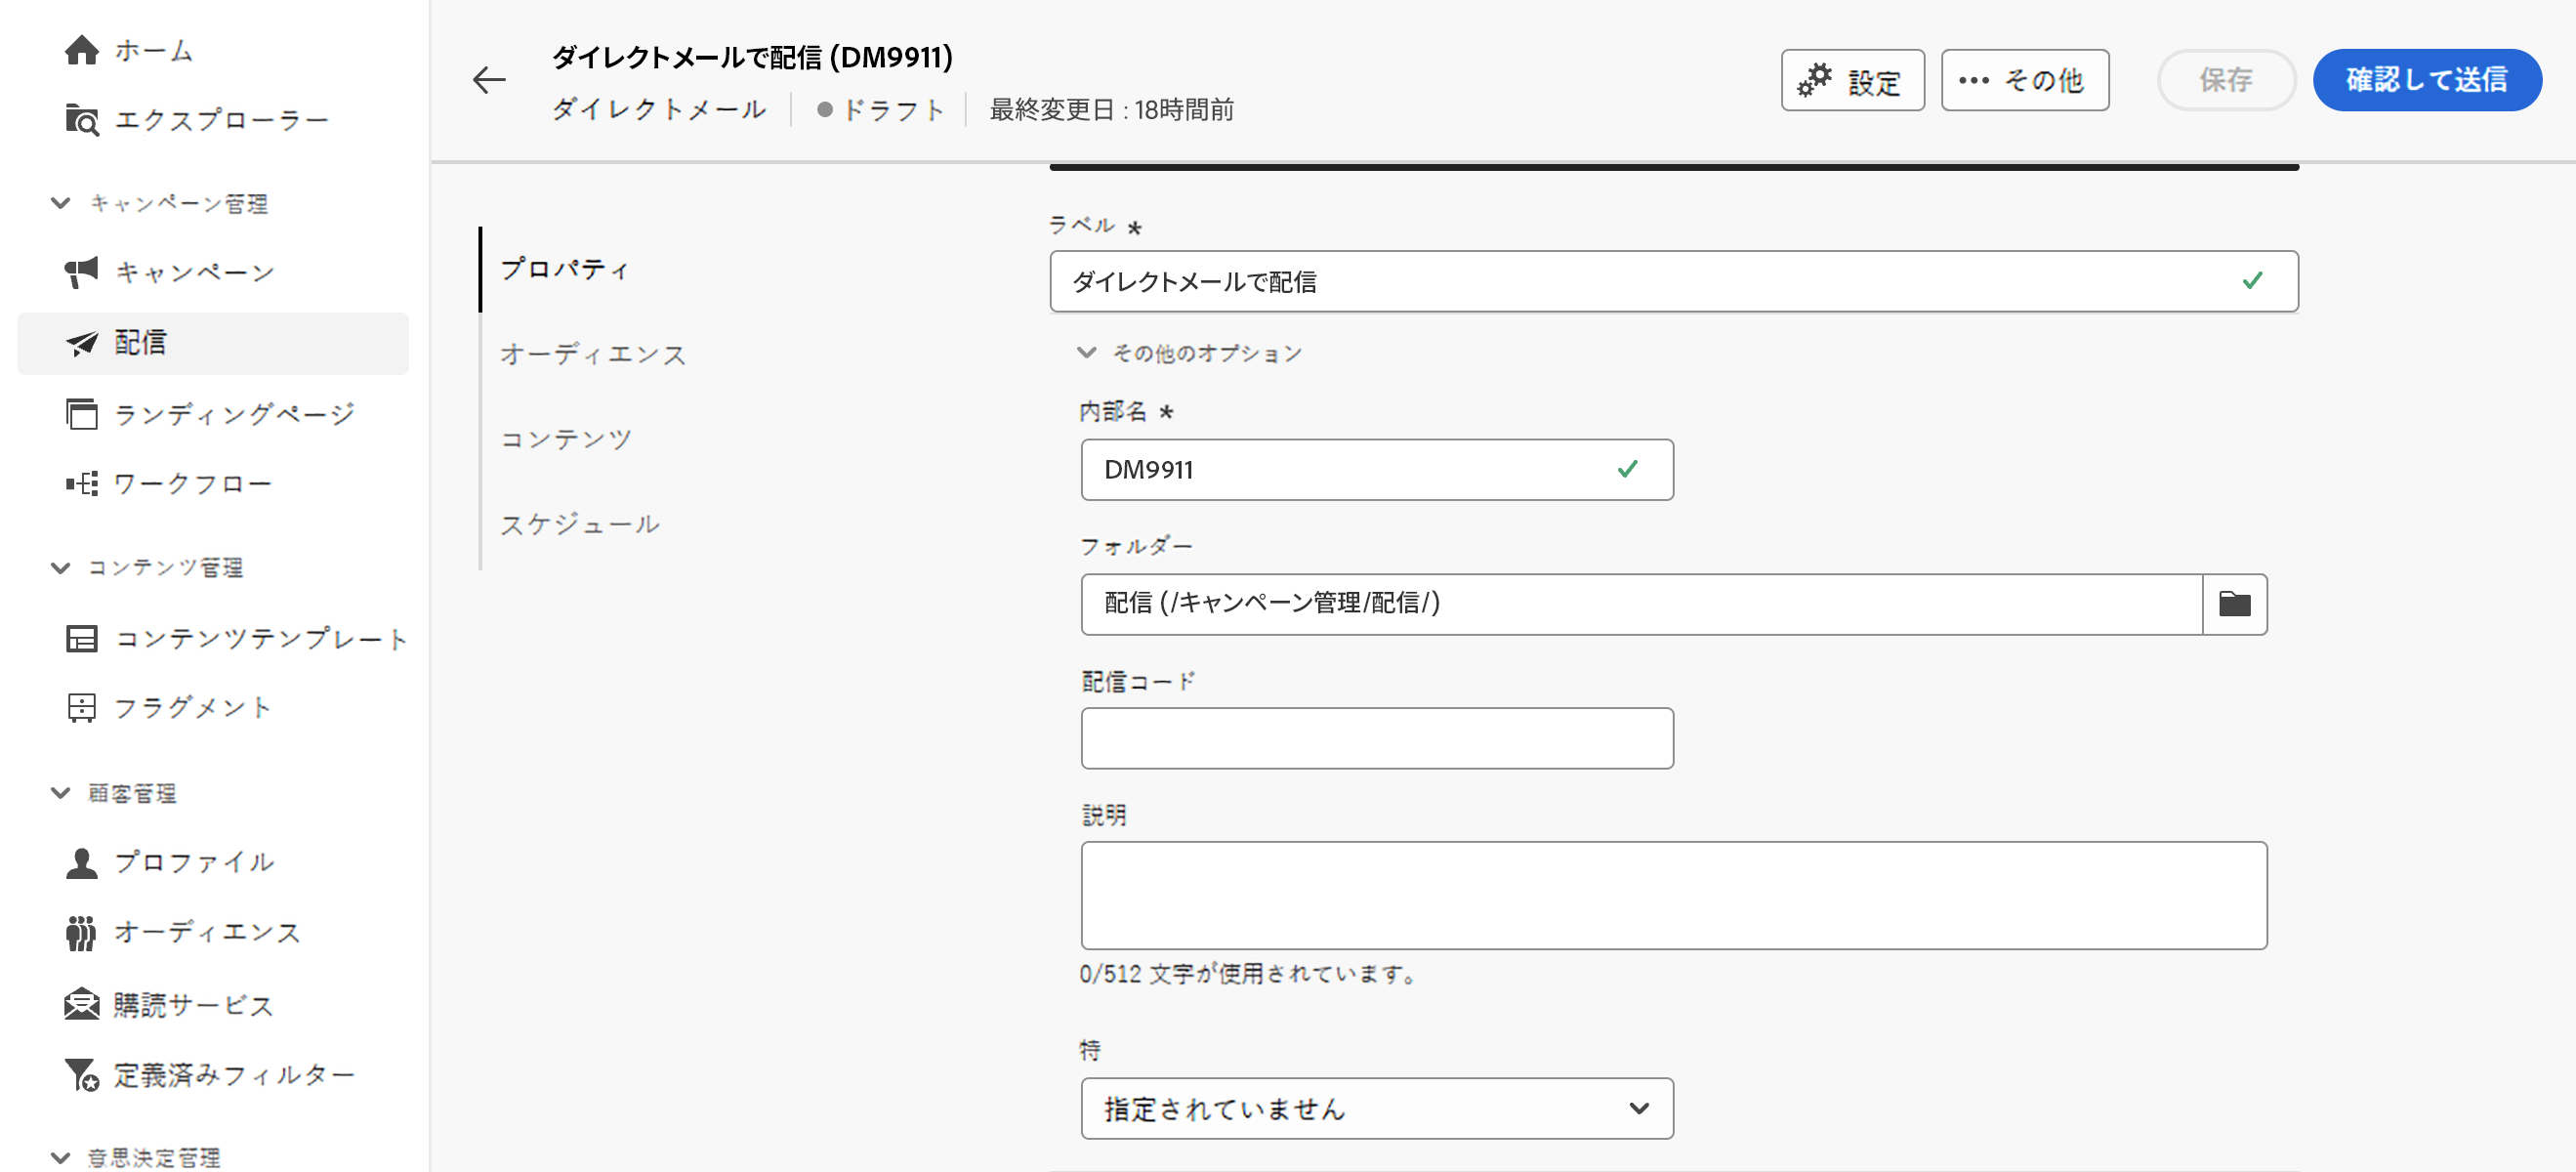 ホーム
エクスプローラー
キャンペーン管理
キャンペーン
配信
ランディングページ
ワークフロー
コンテンツ管理
コンテンツテンプレート
フラグメント
顧客管理
プロファイル
オーディエンス
購読サービス
定義済みフィルター
意思決定管理
ダイレクトメールで配信 (DM9911)
ダイレクトメール ドラフト 最終変更日 : 18時間前
設定 その他 保存 確認して送信
プロパティ
オーディエンス
コンテンツ
スケジュール
ラベル *
ダイレクトメールで配信
その他のオプション
内部名 *
DM9911
フォルダー
配信 (/キャンペーン管理/配信/)
配信コード
説明
0/512 文字が使用されています。
特
指定されていません